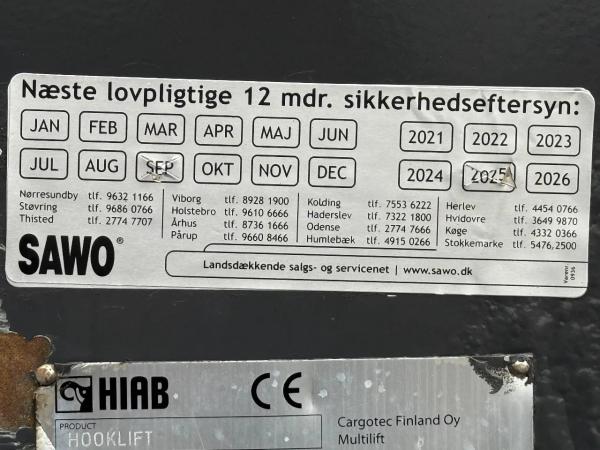 Næste lovpligtige 12 mdr. sikkerhedseftersyn:
JAN FEB MAR APR MAJ JUN 2021 2022 2023
JUL AUG SEP OKT NOV DEC 2024 2025 2026
Nørresundby tlf. 9632 1166 Viborg tlf. 8928 1900 Kolding tlf. 7553 6222 Herlev tlf. 4454 0766
Støvring tlf. 9686 0766 Holstebro tlf. 9610 6666 Haderslev tlf. 7322 1800 Hvidovre tlf. 3649 9870
Thisted tlf. 2774 7707 Århus tlf. 8736 1666 Odense tlf. 2774 7666 Køge tlf. 4332 0366
Pårup tlf. 9660 8466 Humlebæk tlf. 4915 0266 Stokkemarke tlf. 5476,2500
SAWO®
Landsdækkende salgs- og servicenet | www.sawo.dk
HIAB CE
PRODUCT
HOOKLIFT
Cargotec Finland Oy
Multilift